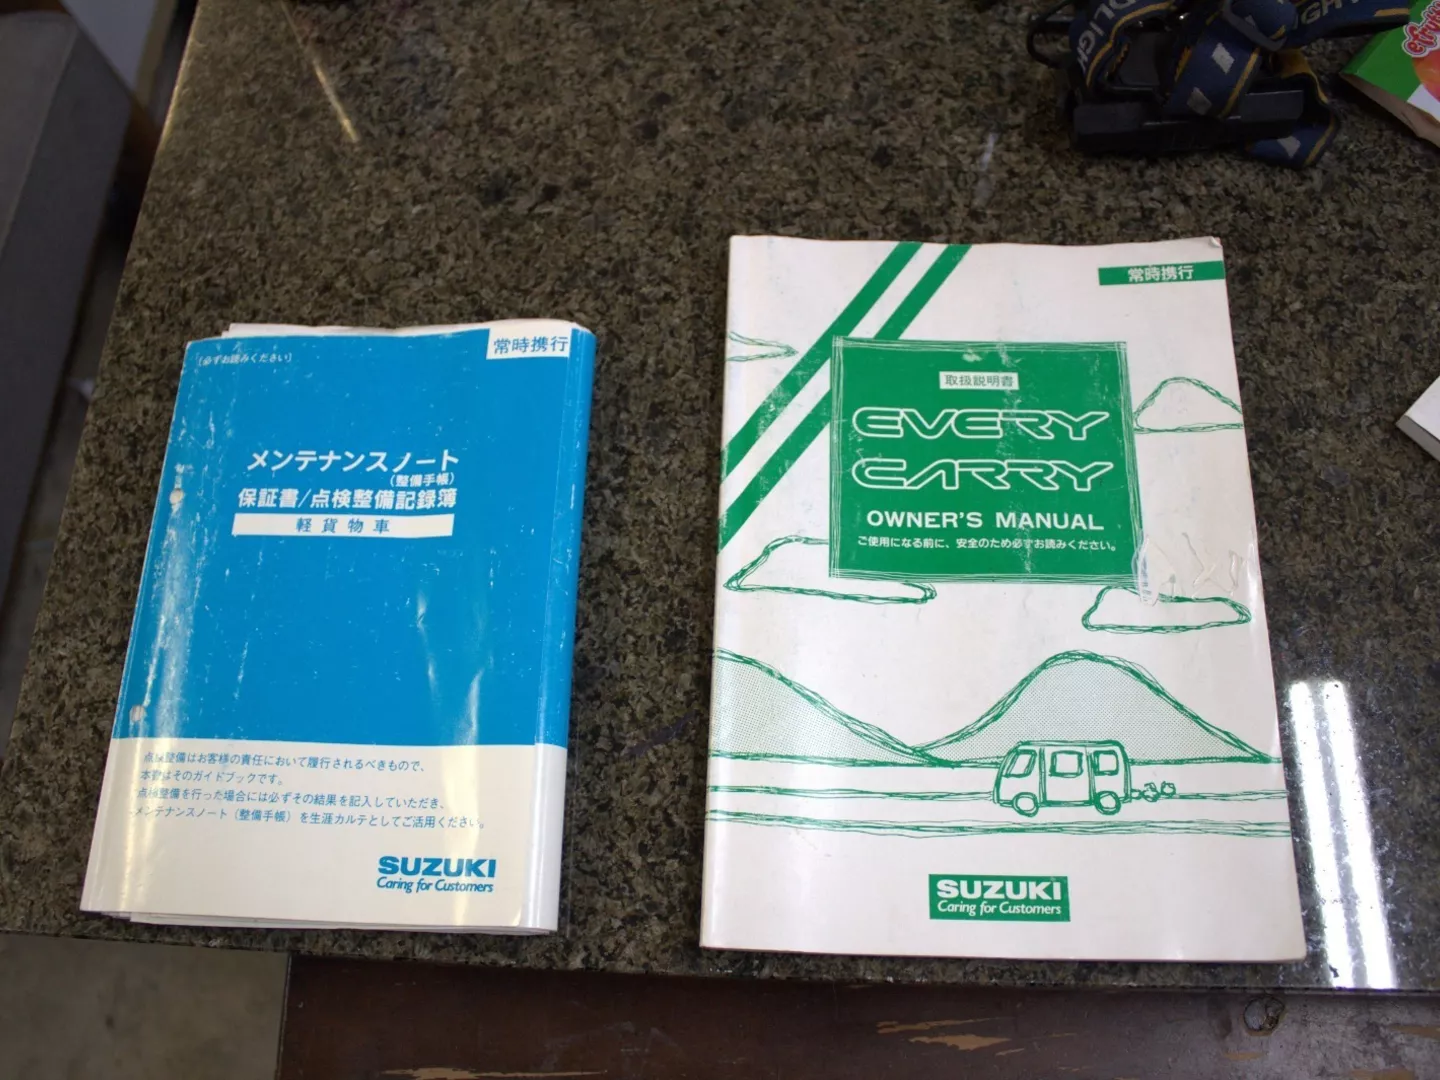 DLIGHT
GHT
efruti
(必ずお読みください)
常時携行
メンテナンスノート
(整備手帳)
保証書/点検整備記録簿
軽貨物車
点検整備はお客様の責任において履行されるべきもので、
本書はそのガイドブックです。
点検整備を行った場合には必ずその結果を記入していただき、
メンテナンスノート(整備手帳)を生涯カルテとしてご活用ください。
SUZUKI
Caring for Customers
常時携行
取扱説明書
EVERY
CARRY
OWNER'S MANUAL
ご使用になる前に、安全のため必ずお読みください。
SUZUKI
Caring for Customers